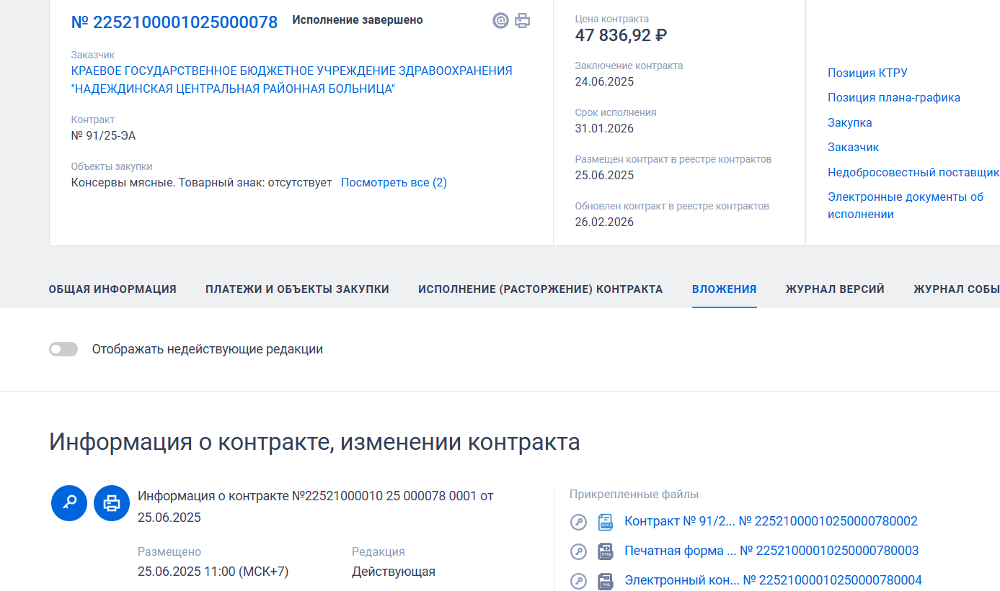 № 2252100001025000078 Исполнение завершено
Заказчик
КРАЕВОЕ ГОСУДАРСТВЕННОЕ БЮДЖЕТНОЕ УЧРЕЖДЕНИЕ ЗДРАВООХРАНЕНИЯ
"НАДЕЖДИНСКАЯ ЦЕНТРАЛЬНАЯ РАЙОННАЯ БОЛЬНИЦА"
Контракт
№ 91/25-ЭА
Объекты закупки
Консервы мясные. Товарный знак: отсутствует Посмотреть все (2)
Цена контракта
47 836,92 ₽
Заключение контракта
24.06.2025
Срок исполнения
31.01.2026
Размещен контракт в реестре контрактов
25.06.2025
Обновлен контракт в реестре контрактов
26.02.2026
Позиция КТРУ
Позиция плана-графика
Закупка
Заказчик
Недобросовестный поставщик
Электронные документы об
исполнении
ОБЩАЯ ИНФОРМАЦИЯ ПЛАТЕЖИ И ОБЪЕКТЫ ЗАКУПКИ ИСПОЛНЕНИЕ (РАСТОРЖЕНИЕ) КОНТРАКТА ВЛОЖЕНИЯ ЖУРНАЛ ВЕРСИЙ ЖУРНАЛ СОБЫ
Отображать недействующие редакции
Информация о контракте, изменении контракта
Информация о контракте №22521000010 25 000078 0001 от
25.06.2025
Размещено
25.06.2025 11:00 (МСК+7)
Редакция
Действующая
Прикрепленные файлы
DOCX Контракт № 91/2... № 22521000010250000780002
HTML Печатная форма ... № 22521000010250000780003
XML Электронный кон... № 22521000010250000780004